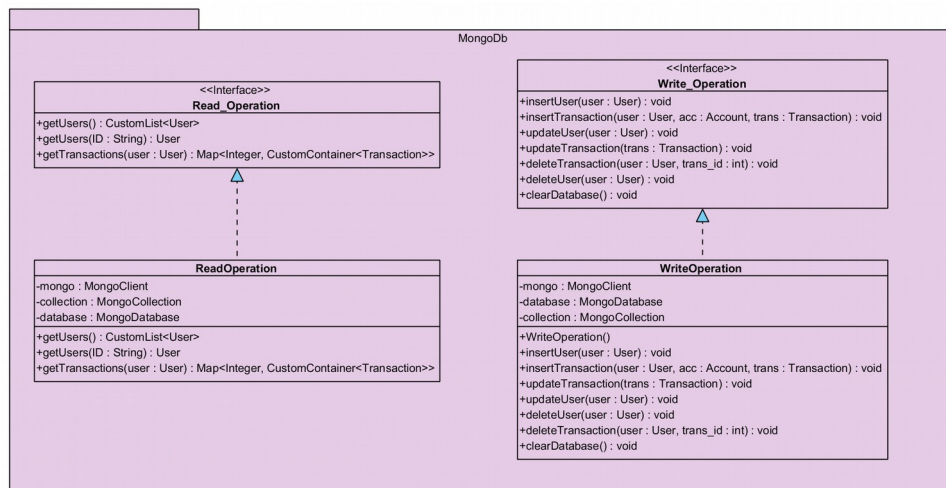 MongoDb
<<Interface>>
Read_Operation
+getUsers() : CustomList<User>
+getUsers(ID : String) : User
+getTransactions(user : User) : Map<Integer, CustomContainer<Transaction>>
<<Interface>>
Write_Operation
+insertUser(user : User) : void
+insertTransaction(user : User, acc : Account, trans : Transaction) : void
+updateUser(user : User) : void
+updateTransaction(trans : Transaction) : void
+deleteTransaction(user : User, trans_id : int) : void
+deleteUser(user : User) : void
+clearDatabase() : void
ReadOperation
-mongo : MongoClient
-collection : MongoCollection
-database : MongoDatabase
+getUsers() : CustomList<User>
+getUsers(ID : String) : User
+getTransactions(user : User) : Map<Integer, CustomContainer<Transaction>>
WriteOperation
-mongo : MongoClient
-database : MongoDatabase
-collection : MongoCollection
+WriteOperation()
+insertUser(user : User) : void
+insertTransaction(user : User, acc : Account, trans : Transaction) : void
+updateTransaction(trans : Transaction) : void
+updateUser(user : User) : void
+deleteUser(user : User) : void
+deleteTransaction(user : User, trans_id : int) : void
+clearDatabase() : void